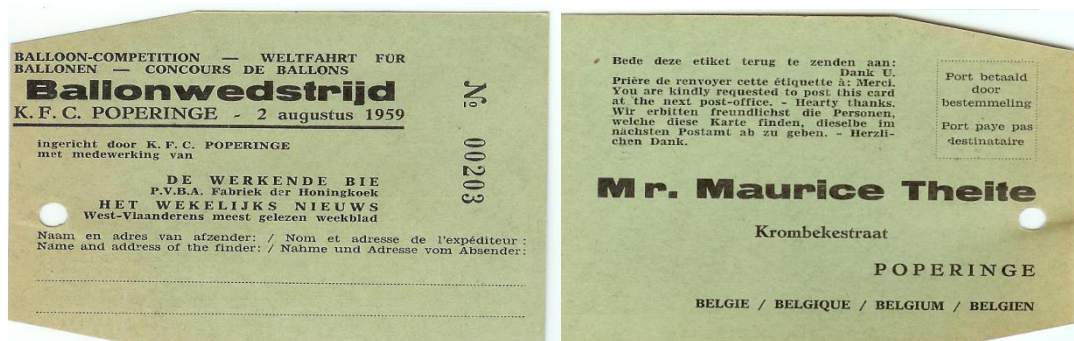 BALLOON-COMPETITION — WELTFAHRT FÜR
BALLONEN — CONCOURS DE BALLONS
Ballonwedstrijd
K. F. C. POPERINGE - 2 augustus 1959
ingericht door K. F. C. POPERINGE
met medewerking van
DE WERKENDE BIE
P.V.B.A. Fabriek der Honingkoek
HET WEKELIJKS NIEUWS
West-Vlaanderens meest gelezen weekblad
Naam en adres van afzender: / Nom et adresse de l'expéditeur :
Name and address of the finder: / Nahme und Adresse vom Absender:
№ 00203
Bede deze etiket terug te zenden aan:
Dank U.
Prière de renvoyer cette étiquette à: Merci.
You are kindly requested to post this card
at the next post-office. - Hearty thanks.
Wir erbitten freundlichst die Personen,
welche diese Karte finden, dieselbe im
nächsten Postamt ab zu geben. - Herzli-
chen Dank.
Port betaald
door
bestemmeling
Port paye pas
destinataire
Mr. Maurice Theite
Krombekestraat
POPERINGE
BELGIE / BELGIQUE / BELGIUM / BELGIEN